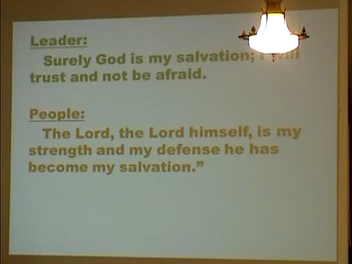 Leader:
Surely God is my salvation; I will
trust and not be afraid.
People:
The Lord, the Lord himself, is my
strength and my defense he has
become my salvation.”